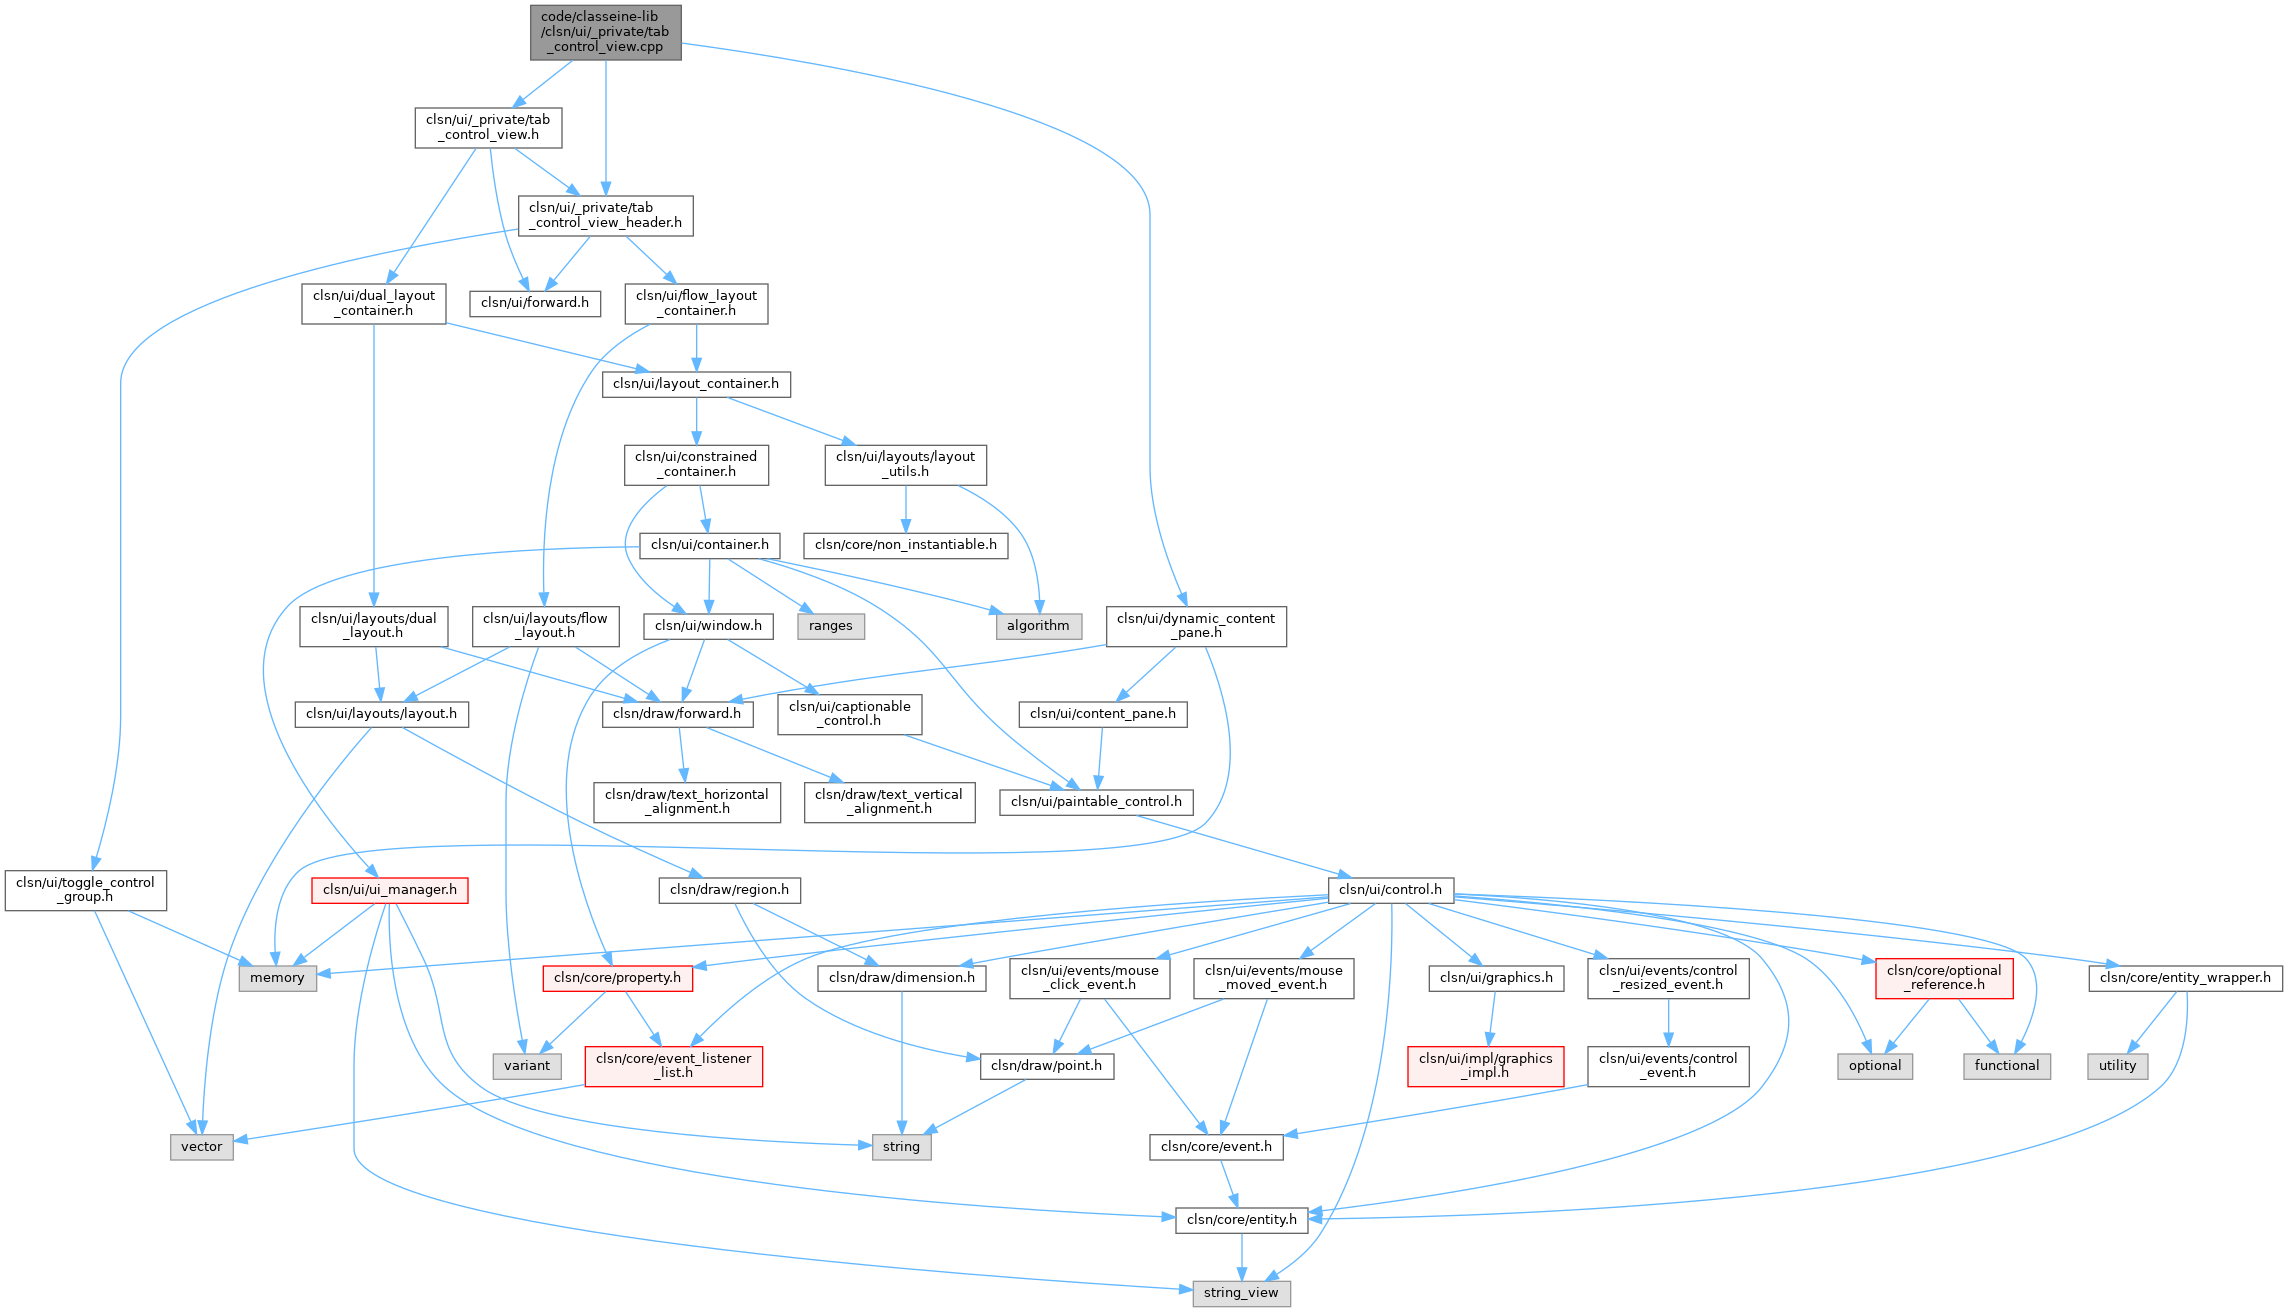 code/classeine-lib
/clsn/ui/_private/tab
_control_view.cpp
clsn/ui/_private/tab
_control_view.h
clsn/ui/_private/tab
_control_view_header.h
clsn/ui/dual_layout
_container.h
clsn/ui/forward.h
clsn/ui/flow_layout
_container.h
clsn/ui/layout_container.h
clsn/ui/constrained
_container.h
clsn/ui/layouts/layout
_utils.h
clsn/ui/container.h
clsn/core/non_instantiable.h
clsn/ui/layouts/dual
_layout.h
clsn/ui/layouts/flow
_layout.h
clsn/ui/window.h
ranges
algorithm
clsn/ui/dynamic_content
_pane.h
clsn/ui/layouts/layout.h
clsn/draw/forward.h
clsn/ui/captionable
_control.h
clsn/ui/content_pane.h
clsn/draw/text_horizontal
_alignment.h
clsn/draw/text_vertical
_alignment.h
clsn/ui/paintable_control.h
clsn/ui/toggle_control
_group.h
clsn/ui/ui_manager.h
clsn/draw/region.h
clsn/ui/control.h
memory
clsn/core/property.h
clsn/draw/dimension.h
clsn/ui/events/mouse
_click_event.h
clsn/ui/events/mouse
_moved_event.h
clsn/ui/graphics.h
clsn/ui/events/control
_resized_event.h
clsn/core/optional
_reference.h
clsn/core/entity_wrapper.h
variant
clsn/core/event_listener
_list.h
clsn/draw/point.h
clsn/ui/impl/graphics
_impl.h
clsn/ui/events/control
_event.h
optional
functional
utility
vector
string
clsn/core/event.h
clsn/core/entity.h
string_view